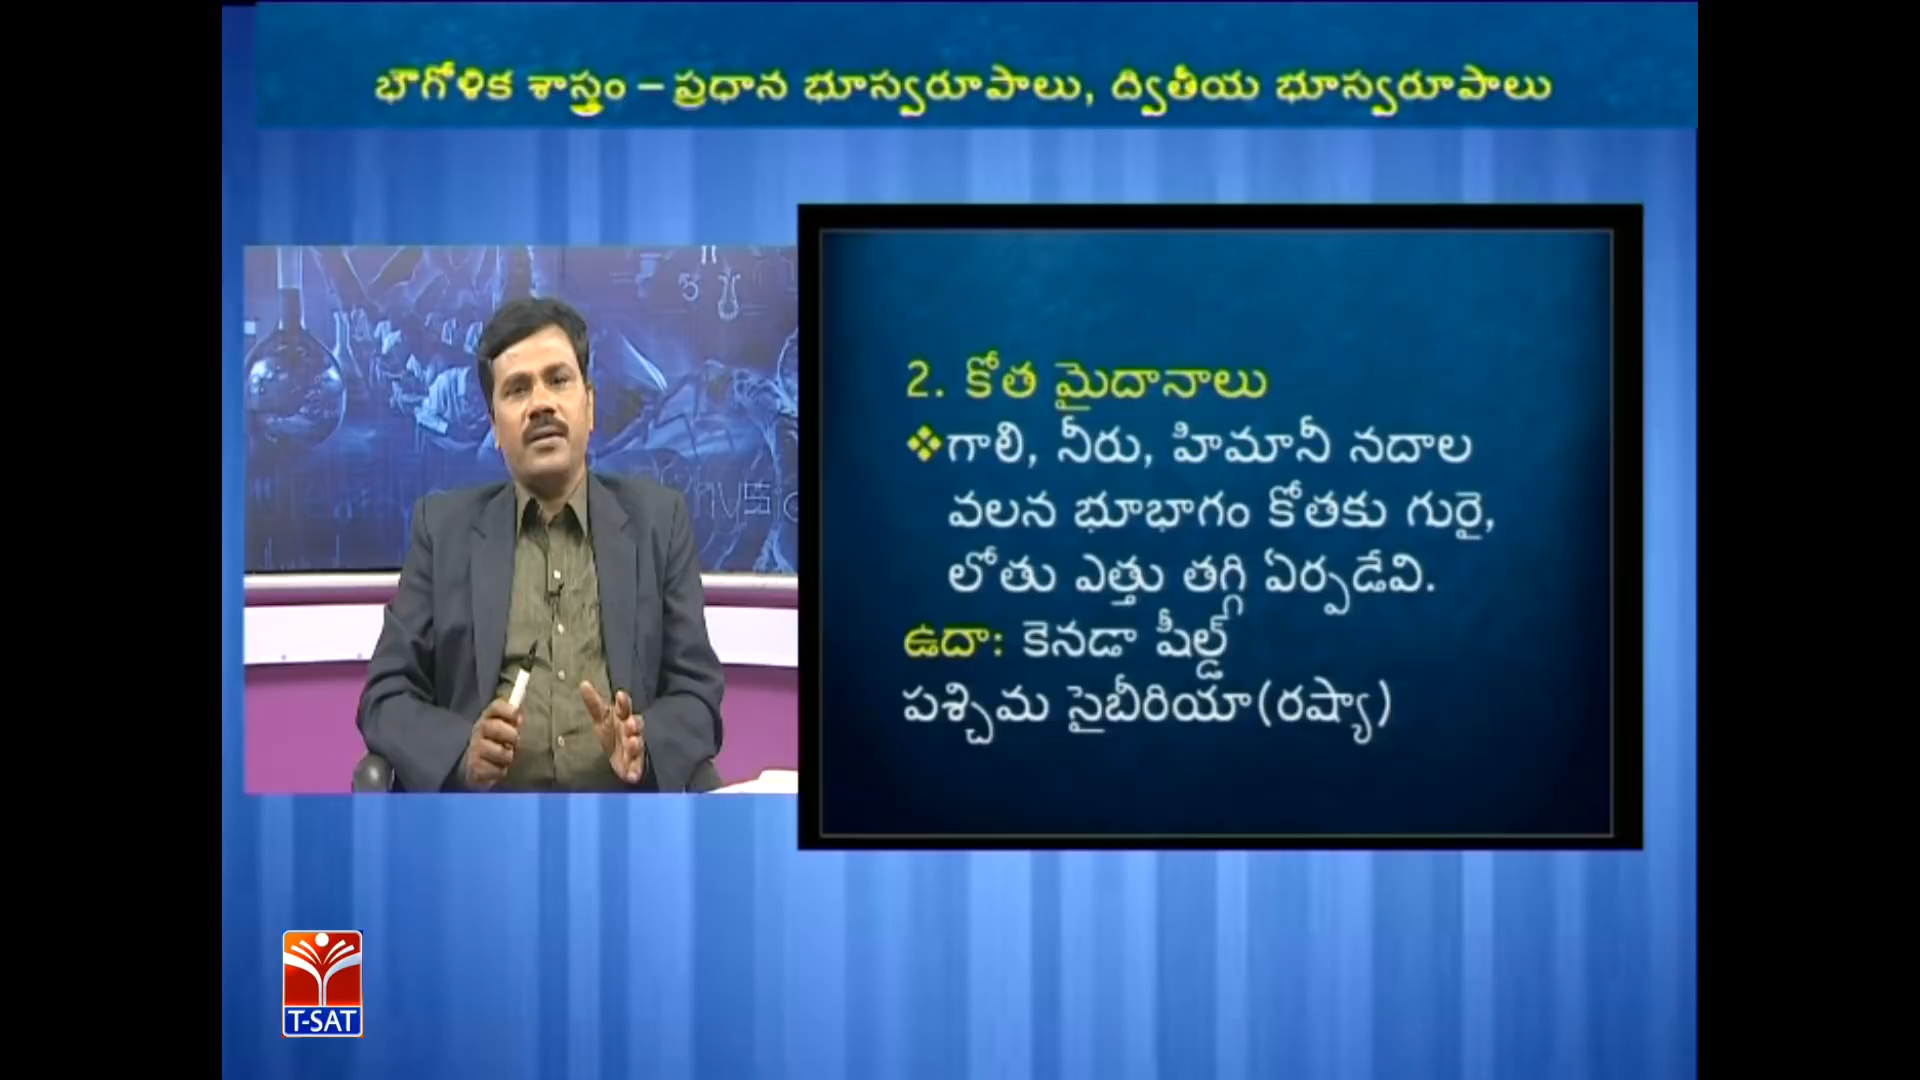 భౌగోళిక శాస్త్రం – ప్రధాన భూస్వరూపాలు, ద్వితీయ భూస్వరూపాలు
2. కోత మైదానాలు
❖గాలి, నీరు, హిమానీ నదాల
వలన భూభాగం కోతకు గురై,
లోతు ఎత్తు తగ్గి ఏర్పడేవి.
ఉదా: కెనడా షీల్డ్
పశ్చిమ సైబీరియా(రష్యా)
T-SAT